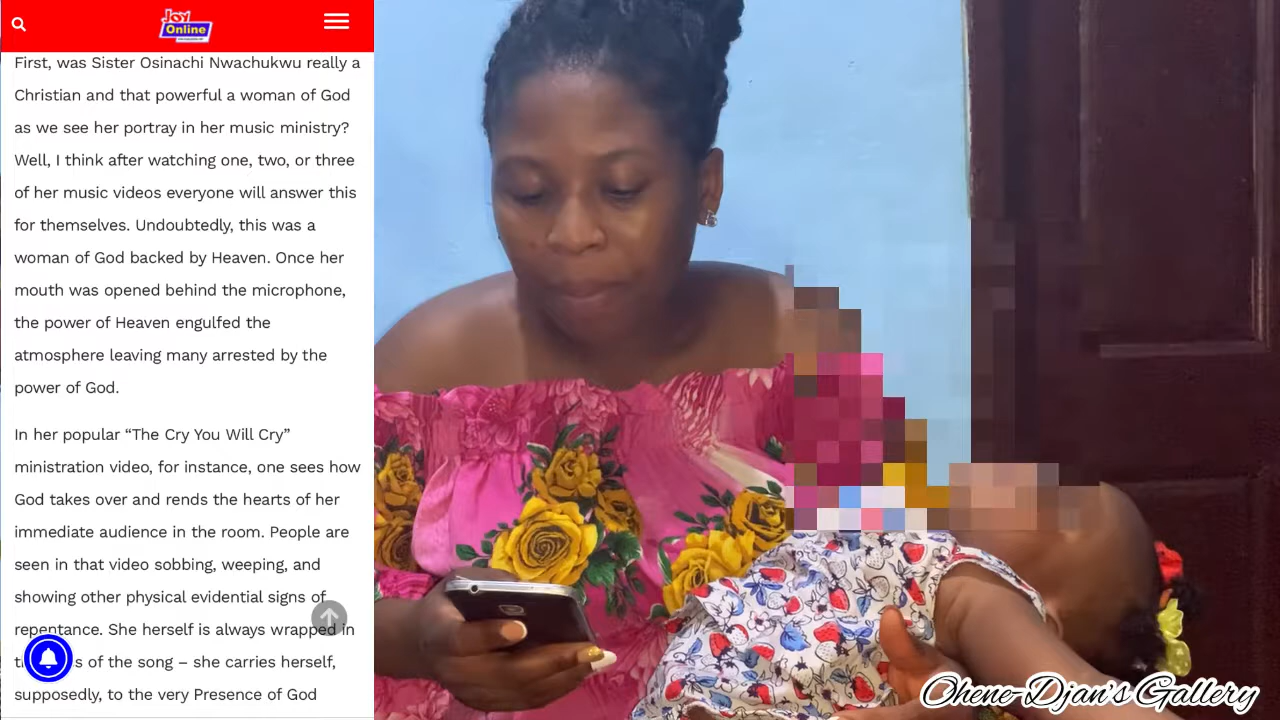 Joy
Online
First, was Sister Osinachi Nwachukwu really a
Christian and that powerful a woman of God
as we see her portray in her music ministry?
Well, I think after watching one, two, or three
of her music videos everyone will answer this
for themselves. Undoubtedly, this was a
woman of God backed by Heaven. Once her
mouth was opened behind the microphone,
the power of Heaven engulfed the
atmosphere leaving many arrested by the
power of God.
In her popular “The Cry You Will Cry”
ministration video, for instance, one sees how
God takes over and rends the hearts of her
immediate audience in the room. People are
seen in that video sobbing, weeping, and
showing other physical evidential signs of
repentance. She herself is always wrapped in
of the song – she carries herself,
supposedly, to the very Presence of God
Ohene-Djan's Gallery